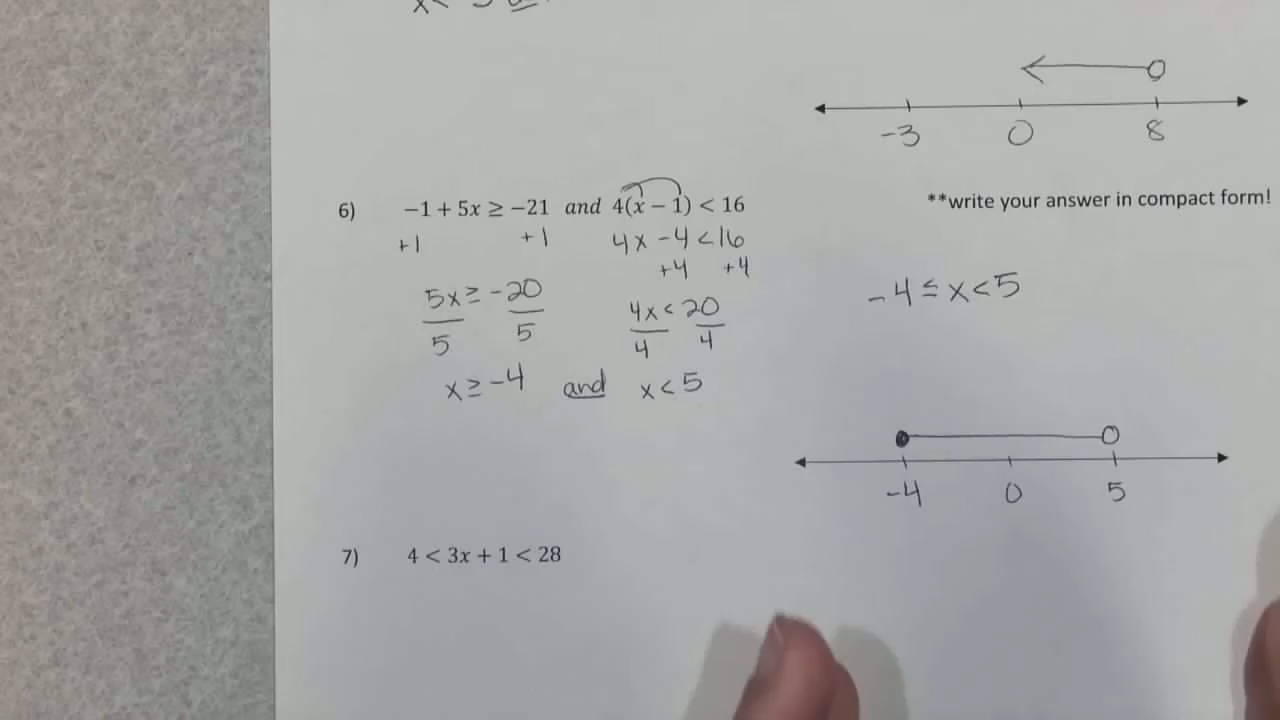 -3 0 8
6) −1 + 5x ≥ −21 and 4(x − 1) < 16 **write your answer in compact form!
+1 +1 4x -4 <16
+4 +4
5x ≥ -20 4x < 20 -4 ≤ x < 5
5 5 4 4
x ≥ -4 and x < 5
-4 0 5
7) 4 < 3x + 1 < 28